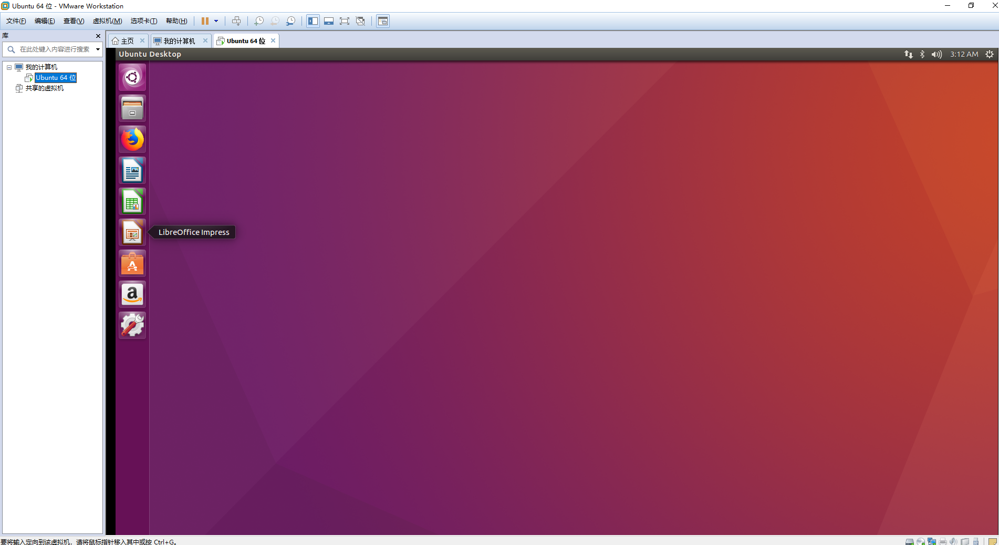 Ubuntu 64 位 - VMware Workstation
文件(F) 编辑(E) 查看(V) 虚拟机(M) 选项卡(T) 帮助(H)
库
在此处键入内容进行搜索
我的计算机
Ubuntu 64 位
共享的虚拟机
主页 我的计算机 Ubuntu 64 位
Ubuntu Desktop 3:12 AM
LibreOffice Impress
要将输入定向到该虚拟机，请将鼠标指针移入其中或按 Ctrl+G。